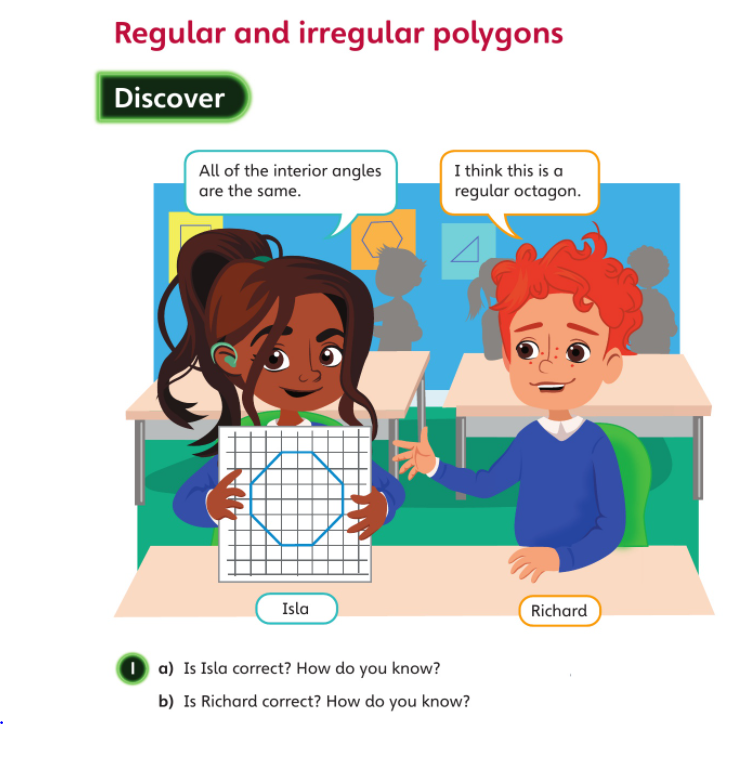 Regular and irregular polygons
Discover
All of the interior angles
are the same.
I think this is a
regular octagon.
Isla
Richard
1 a) Is Isla correct? How do you know?
b) Is Richard correct? How do you know?